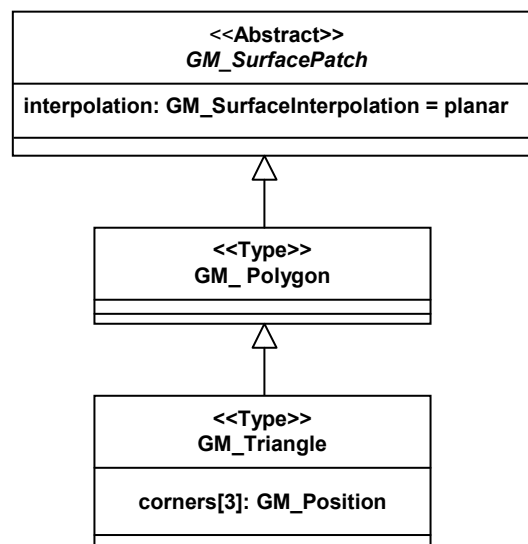 <<Abstract>>
GM_SurfacePatch
interpolation: GM_SurfaceInterpolation = planar
<<Type>>
GM_ Polygon
<<Type>>
GM_Triangle
corners[3]: GM_Position